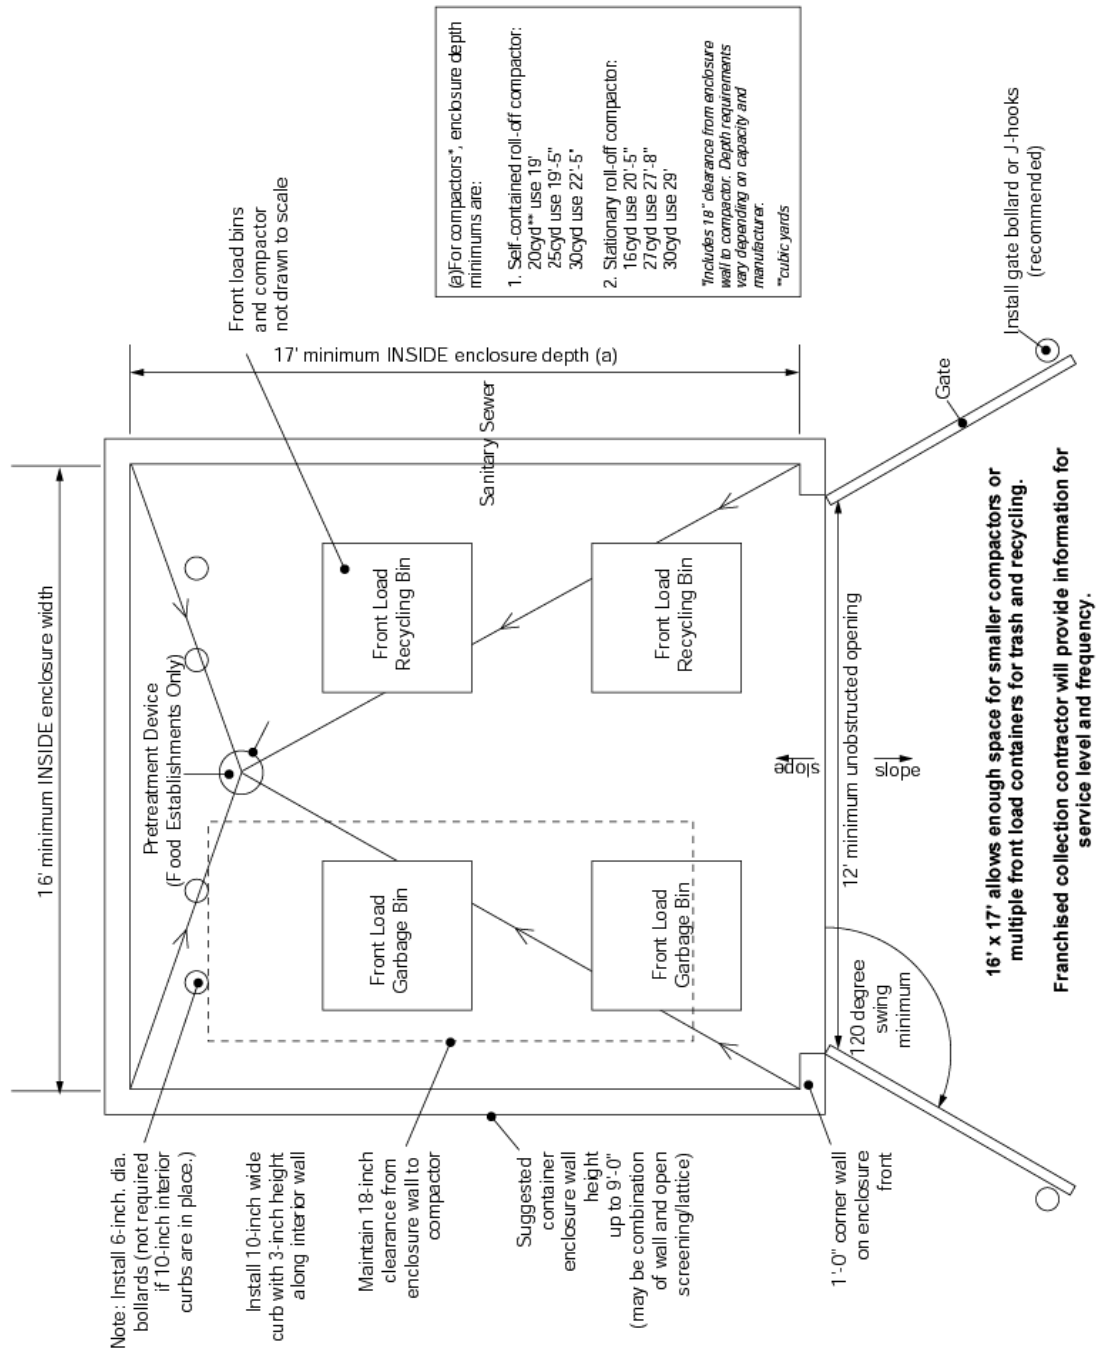 16' minimum INSIDE enclosure width
Note: Install 6-inch. dia.
bollards (not required
if 10-inch interior
curbs are in place.)
Install 10-inch wide
curb with 3-inch height
along interior wall
Maintain 18-inch
clearance from
enclosure wall to
compactor
Suggested
container
enclosure wall
height
up to 9'-0"
(may be combination
of wall and open
screening/lattice)
1'-0" corner wall
on enclosure
front
Pretreatment Device
(Food Establishments Only)
Front Load
Garbage Bin
Front Load
Recycling Bin
Front Load
Garbage Bin
Front Load
Recycling Bin
Sanitary Sewer
slope
slope
12' minimum unobstructed opening
120 degree
swing
minimum
Front load bins
and compactor
not drawn to scale
17' minimum INSIDE enclosure depth (a)
Gate
Install gate bollard or J-hooks
(recommended)
(a)For compactors*, enclosure depth
minimums are:
1. Self-contained roll-off compactor:
20cyd** use 19'
25cyd use 19'-5"
30cyd use 22'-5"
2. Stationary roll-off compactor:
16cyd use 20'-5"
27cyd use 27'-8"
30cyd use 29'
*Includes 18" clearance from enclosure
wall to compactor. Depth requirements
vary depending on capacity and
manufacturer.
**cubic yards
16' x 17' allows enough space for smaller compactors or
multiple front load containers for trash and recycling.
Franchised collection contractor will provide information for
service level and frequency.